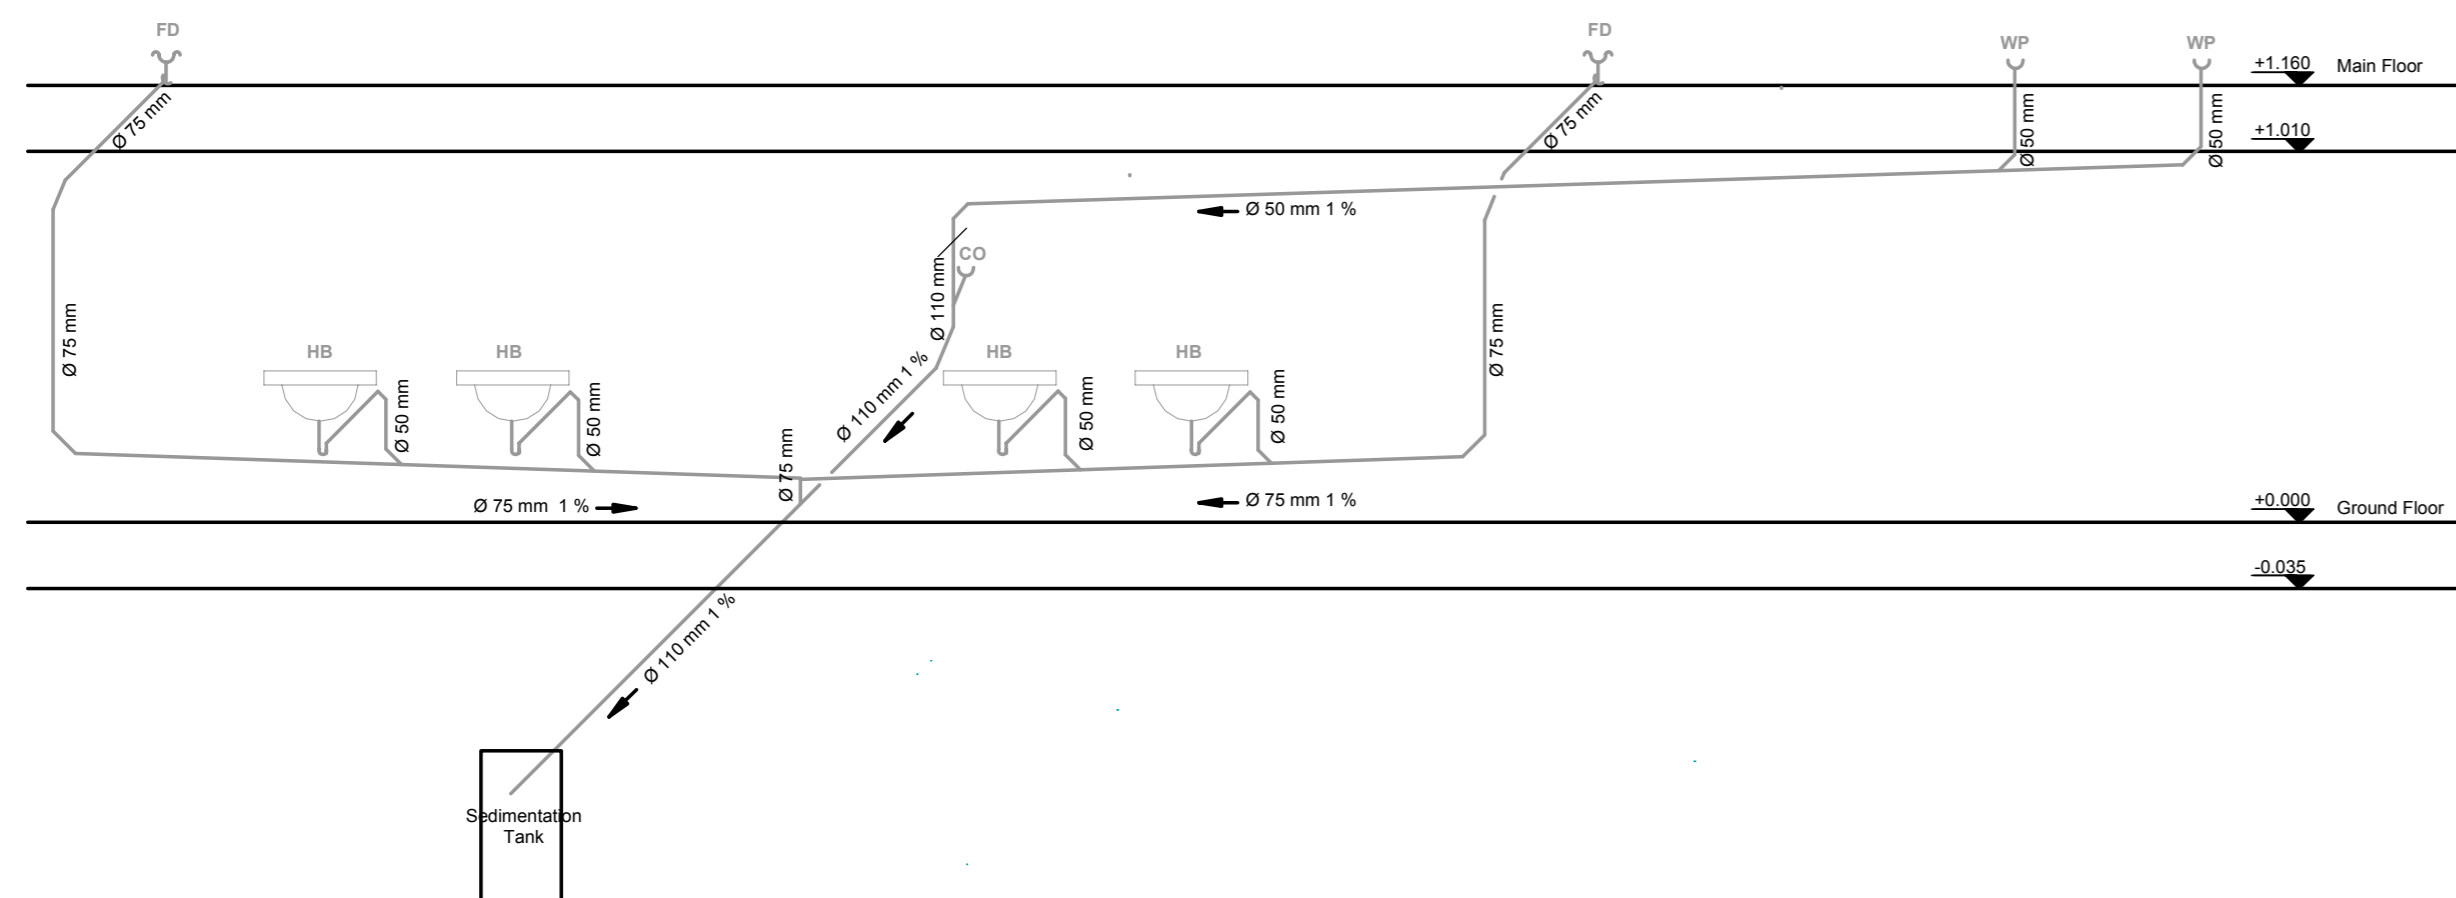 FD
FD
WP
WP
+1.160
Main Floor
Ø 75 mm
Ø 75 mm
Ø 50 mm
Ø 50 mm
+1.010
Ø 50 mm 1 %
CO
Ø 110 mm
Ø 75 mm
Ø 75 mm
HB
HB
HB
HB
Ø 110 mm 1 %
Ø 50 mm
Ø 50 mm
Ø 50 mm
Ø 50 mm
Ø 75 mm
Ø 75 mm  1 %
Ø 75 mm 1 %
+0.000
Ground Floor
-0.035
Ø 110 mm 1 %
Sedimentation
Tank